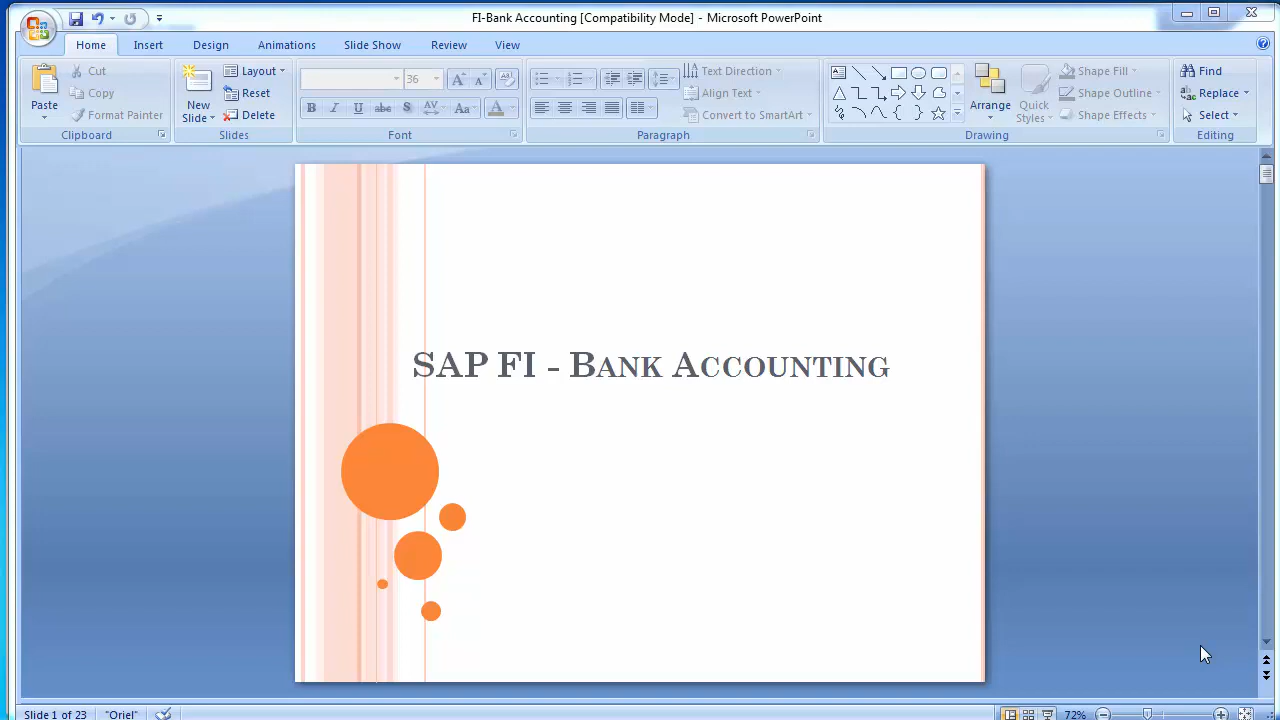 FI-Bank Accounting [Compatibility Mode] - Microsoft PowerPoint
Home Insert Design Animations Slide Show Review View
Paste
Cut
Copy
Format Painter
Clipboard
New Slide
Layout
Reset
Delete
Slides
36
B I U abc S AV Aa A
Font
Text Direction
Align Text
Convert to SmartArt
Paragraph
Arrange
Quick Styles
Shape Fill
Shape Outline
Shape Effects
Drawing
Find
Replace
Select
Editing
SAP FI - Bank Accounting
Slide 1 of 23 "Oriel" 72%